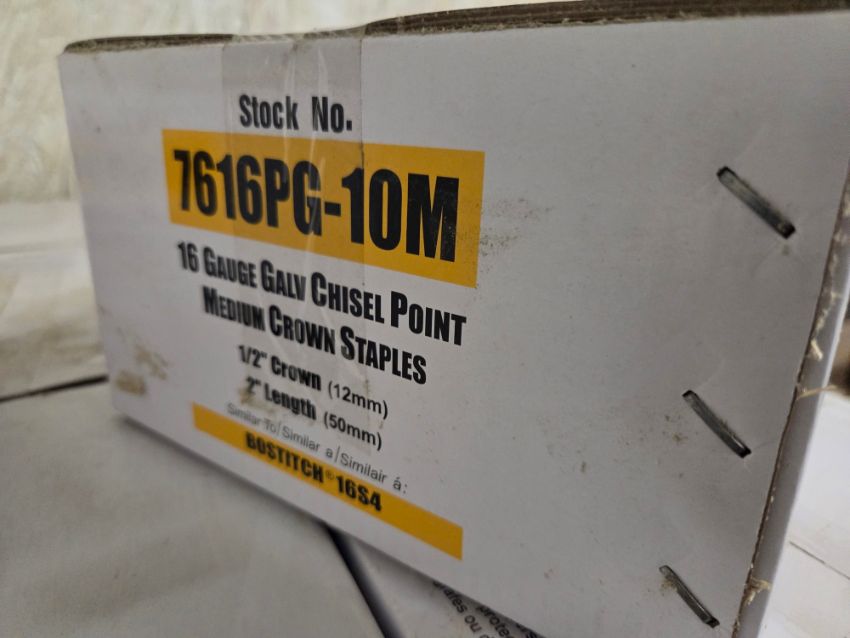 Stock No.
7616PG-10M
16 GAUGE GALV CHISEL POINT
MEDIUM CROWN STAPLES
1/2" Crown (12mm)
2" Length (50mm)
Similar To/Similar a/Similair á:
BOSTITCH® 16S4